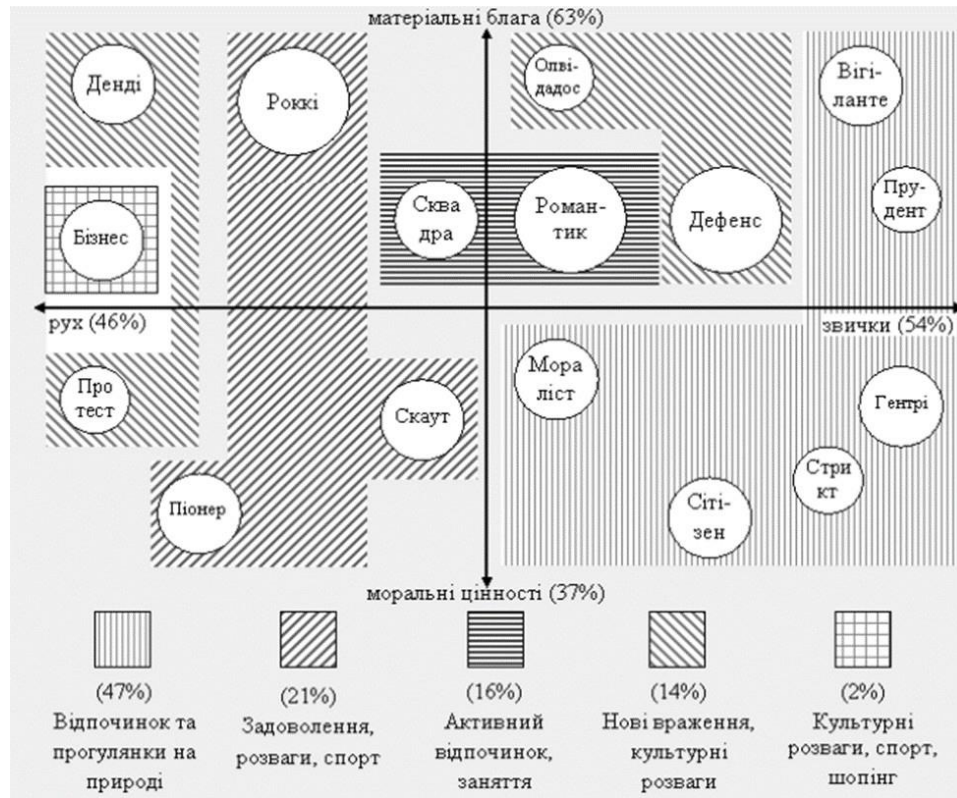 матеріальні блага (63%)
Денді
Роккі
Олві-
дадос
Вігі-
ланте
Бізнес
Сква
дра
Роман-
тик
Дефенс
Пру-
дент
рух (46%)
звички (54%)
Про
тест
Скаут
Мора
ліст
Гентрі
Піонер
Сіті-
зен
Стри
кт
моральні цінності (37%)
(47%)
Відпочинок та
прогулянки на
природі
(21%)
Задоволення,
розваги, спорт
(16%)
Активний
відпочинок,
заняття
(14%)
Нові враження,
культурні
розваги
(2%)
Культурні
розваги, спорт,
шопінг